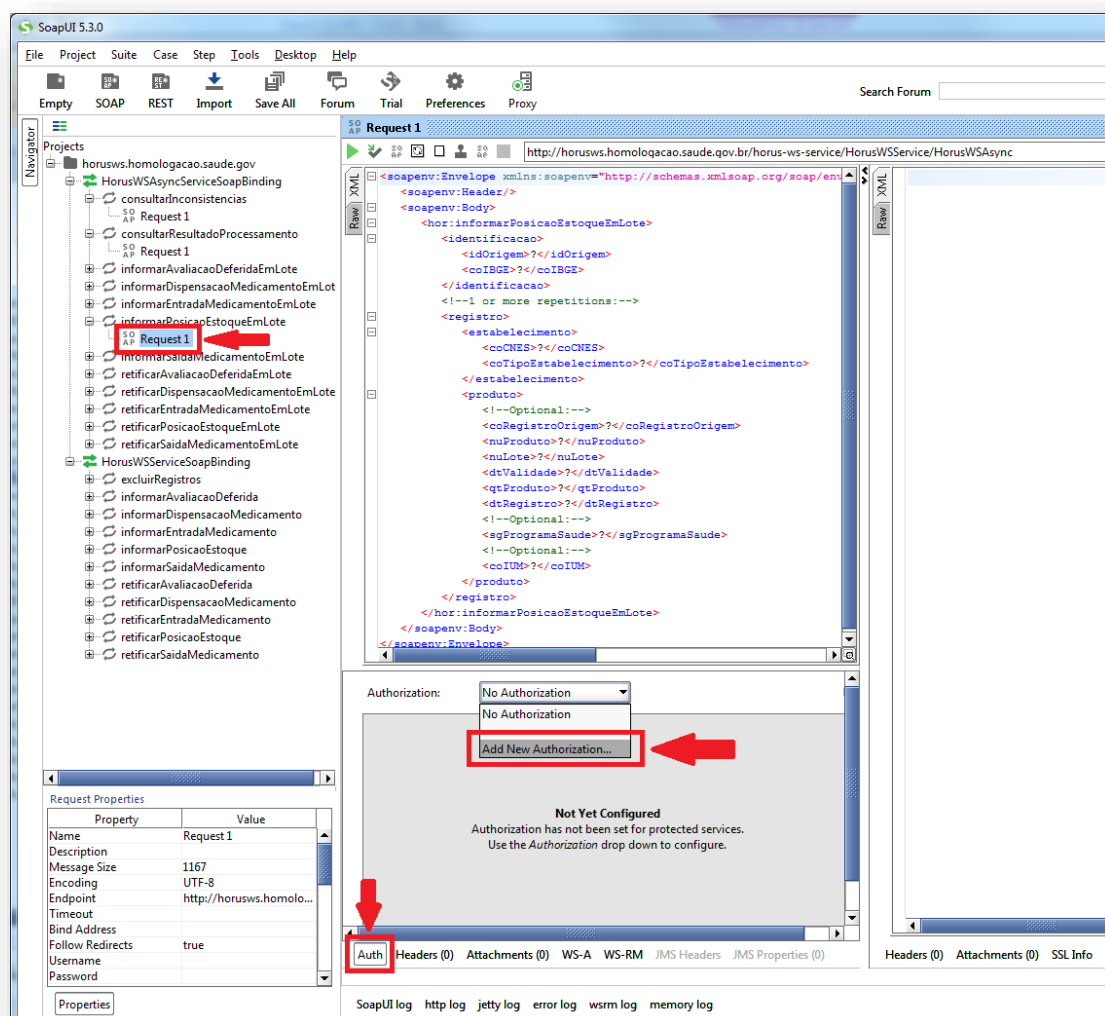 SoapUI 5.3.0
File Project Suite Case Step Tools Desktop Help
Empty SOAP REST Import Save All Forum Trial Preferences Proxy
Search Forum
Navigator
Projects
horusws.homologacao.saude.gov
HorusWSAsyncServiceSoapBinding
consultarInconsistencias
SOAP Request 1
consultarResultadoProcessamento
SOAP Request 1
informarAvaliacaoDeferidaEmLote
informarDispensacaoMedicamentoEmLot
informarEntradaMedicamentoEmLote
informarPosicaoEstoqueEmLote
SOAP Request 1
informarSaidaMedicamentoEmLote
retificarAvaliacaoDeferidaEmLote
retificarDispensacaoMedicamentoEmLote
retificarEntradaMedicamentoEmLote
retificarPosicaoEstoqueEmLote
retificarSaidaMedicamentoEmLote
HorusWSServiceSoapBinding
excluirRegistros
informarAvaliacaoDeferida
informarDispensacaoMedicamento
informarEntradaMedicamento
informarPosicaoEstoque
informarSaidaMedicamento
retificarAvaliacaoDeferida
retificarDispensacaoMedicamento
retificarEntradaMedicamento
retificarPosicaoEstoque
retificarSaidaMedicamento
Request Properties
Property Value
Name Request 1
Description
Message Size 1167
Encoding UTF-8
Endpoint http://horusws.homolo...
Timeout
Bind Address
Follow Redirects true
Username
Password
Properties
SOAP Request 1
http://horusws.homologacao.saude.gov.br/horus-ws-service/HorusWSService/HorusWSAsync
XML
Raw
<soapenv:Envelope xmlns:soapenv="http://schemas.xmlsoap.org/soap/env
<soapenv:Header/>
<soapenv:Body>
<hor:informarPosicaoEstoqueEmLote>
<identificacao>
<idOrigem>?</idOrigem>
<coIBGE>?</coIBGE>
</identificacao>
<!--1 or more repetitions:-->
<registro>
<estabelecimento>
<coCNES>?</coCNES>
<coTipoEstabelecimento>?</coTipoEstabelecimento>
</estabelecimento>
<produto>
<!--Optional:-->
<coRegistroOrigem>?</coRegistroOrigem>
<nuProduto>?</nuProduto>
<nuLote>?</nuLote>
<dtValidade>?</dtValidade>
<qtProduto>?</qtProduto>
<dtRegistro>?</dtRegistro>
<!--Optional:-->
<sgProgramaSaude>?</sgProgramaSaude>
<!--Optional:-->
<coIUM>?</coIUM>
</produto>
</registro>
</hor:informarPosicaoEstoqueEmLote>
</soapenv:Body>
</soapenv:Envelope>
XML
Raw
Authorization: No Authorization
No Authorization
Add New Authorization...
Not Yet Configured
Authorization has not been set for protected services.
Use the Authorization drop down to configure.
Auth Headers (0) Attachments (0) WS-A WS-RM JMS Headers JMS Properties (0)
Headers (0) Attachments (0) SSL Info
SoapUI log http log jetty log error log wsrm log memory log